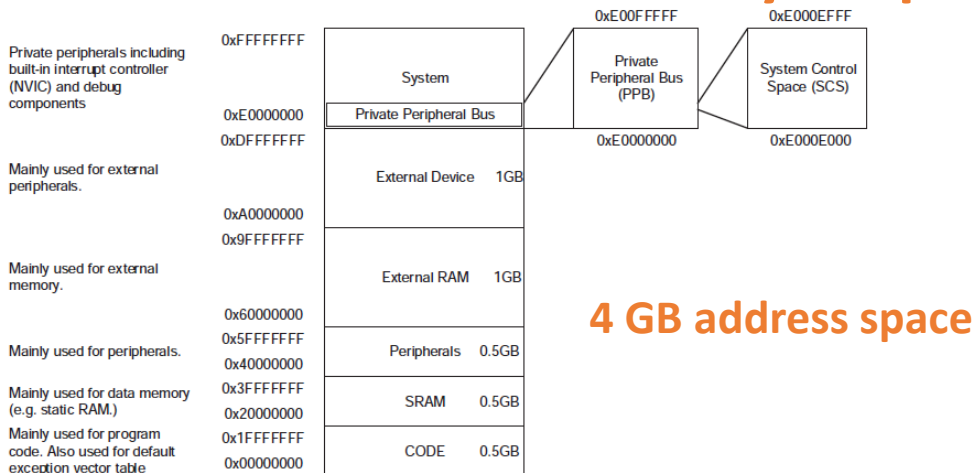 0xE00FFFFF
0xE000EFFF
Private peripherals including
built-in interrupt controller
(NVIC) and debug
components
0xFFFFFFFF
System
Private
Peripheral Bus
(PPB)
System Control
Space (SCS)
0xE0000000
Private Peripheral Bus
0xDFFFFFFF
0xE0000000
0xE000E000
Mainly used for external
peripherals.
External Device 1GB
0xA0000000
0x9FFFFFFF
Mainly used for external
memory.
External RAM 1GB
4 GB address space
0x60000000
0x5FFFFFFF
Mainly used for peripherals.
Peripherals 0.5GB
0x40000000
0x3FFFFFFF
Mainly used for data memory
(e.g. static RAM.)
SRAM 0.5GB
0x20000000
0x1FFFFFFF
Mainly used for program
code. Also used for default
exception vector table
CODE 0.5GB
0x00000000